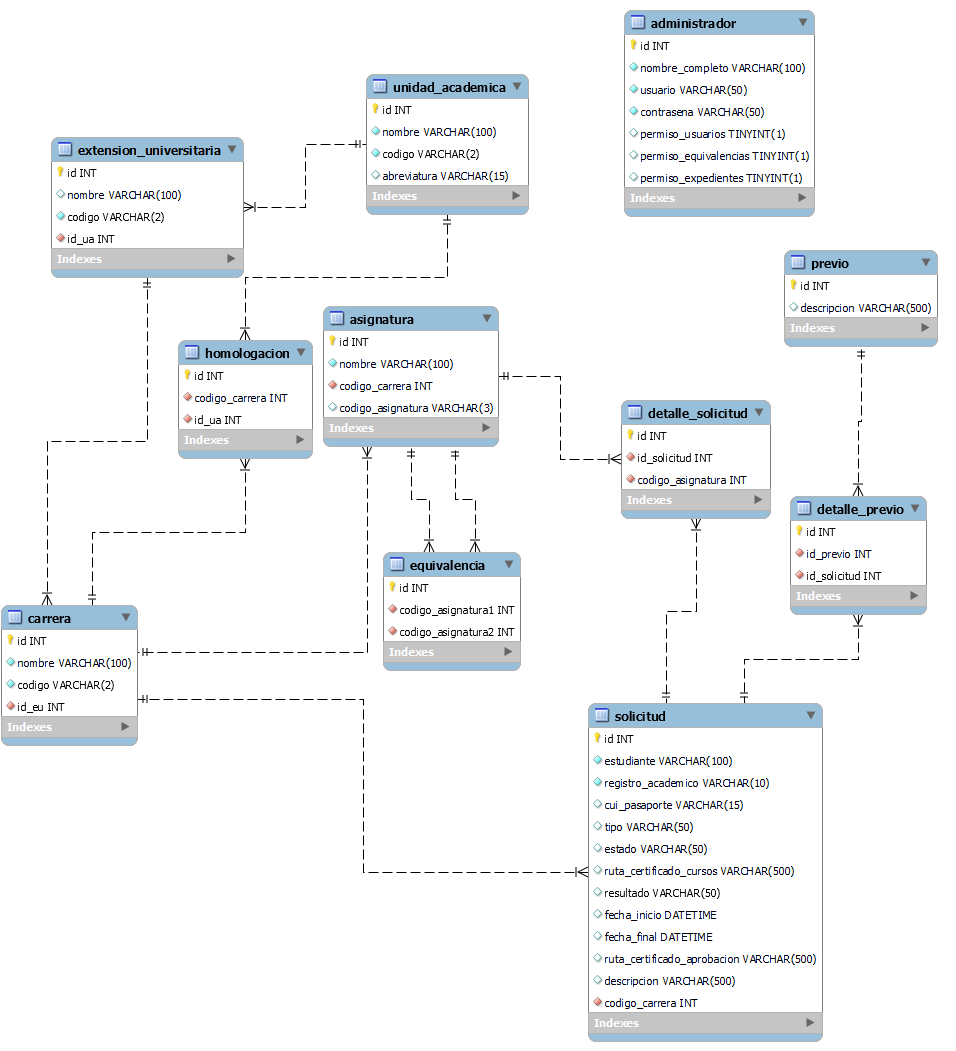 administrador
id INT
nombre_completo VARCHAR(100)
usuario VARCHAR(50)
contrasena VARCHAR(50)
permiso_usuarios TINYINT(1)
permiso_equivalencias TINYINT(1)
permiso_expedientes TINYINT(1)
Indexes
unidad_academica
id INT
nombre VARCHAR(100)
codigo VARCHAR(2)
abreviatura VARCHAR(15)
Indexes
extension_universitaria
id INT
nombre VARCHAR(100)
codigo VARCHAR(2)
id_ua INT
Indexes
previo
id INT
descripcion VARCHAR(500)
Indexes
asignatura
id INT
nombre VARCHAR(100)
codigo_carrera INT
codigo_asignatura VARCHAR(3)
Indexes
homologacion
id INT
codigo_carrera INT
id_ua INT
Indexes
detalle_solicitud
id INT
id_solicitud INT
codigo_asignatura INT
Indexes
detalle_previo
id INT
id_previo INT
id_solicitud INT
Indexes
equivalencia
id INT
codigo_asignatura1 INT
codigo_asignatura2 INT
Indexes
carrera
id INT
nombre VARCHAR(100)
codigo VARCHAR(2)
id_eu INT
Indexes
solicitud
id INT
estudiante VARCHAR(100)
registro_academico VARCHAR(10)
cui_pasaporte VARCHAR(15)
tipo VARCHAR(50)
estado VARCHAR(50)
ruta_certificado_cursos VARCHAR(500)
resultado VARCHAR(50)
fecha_inicio DATETIME
fecha_final DATETIME
ruta_certificado_aprobacion VARCHAR(500)
descripcion VARCHAR(500)
codigo_carrera INT
Indexes